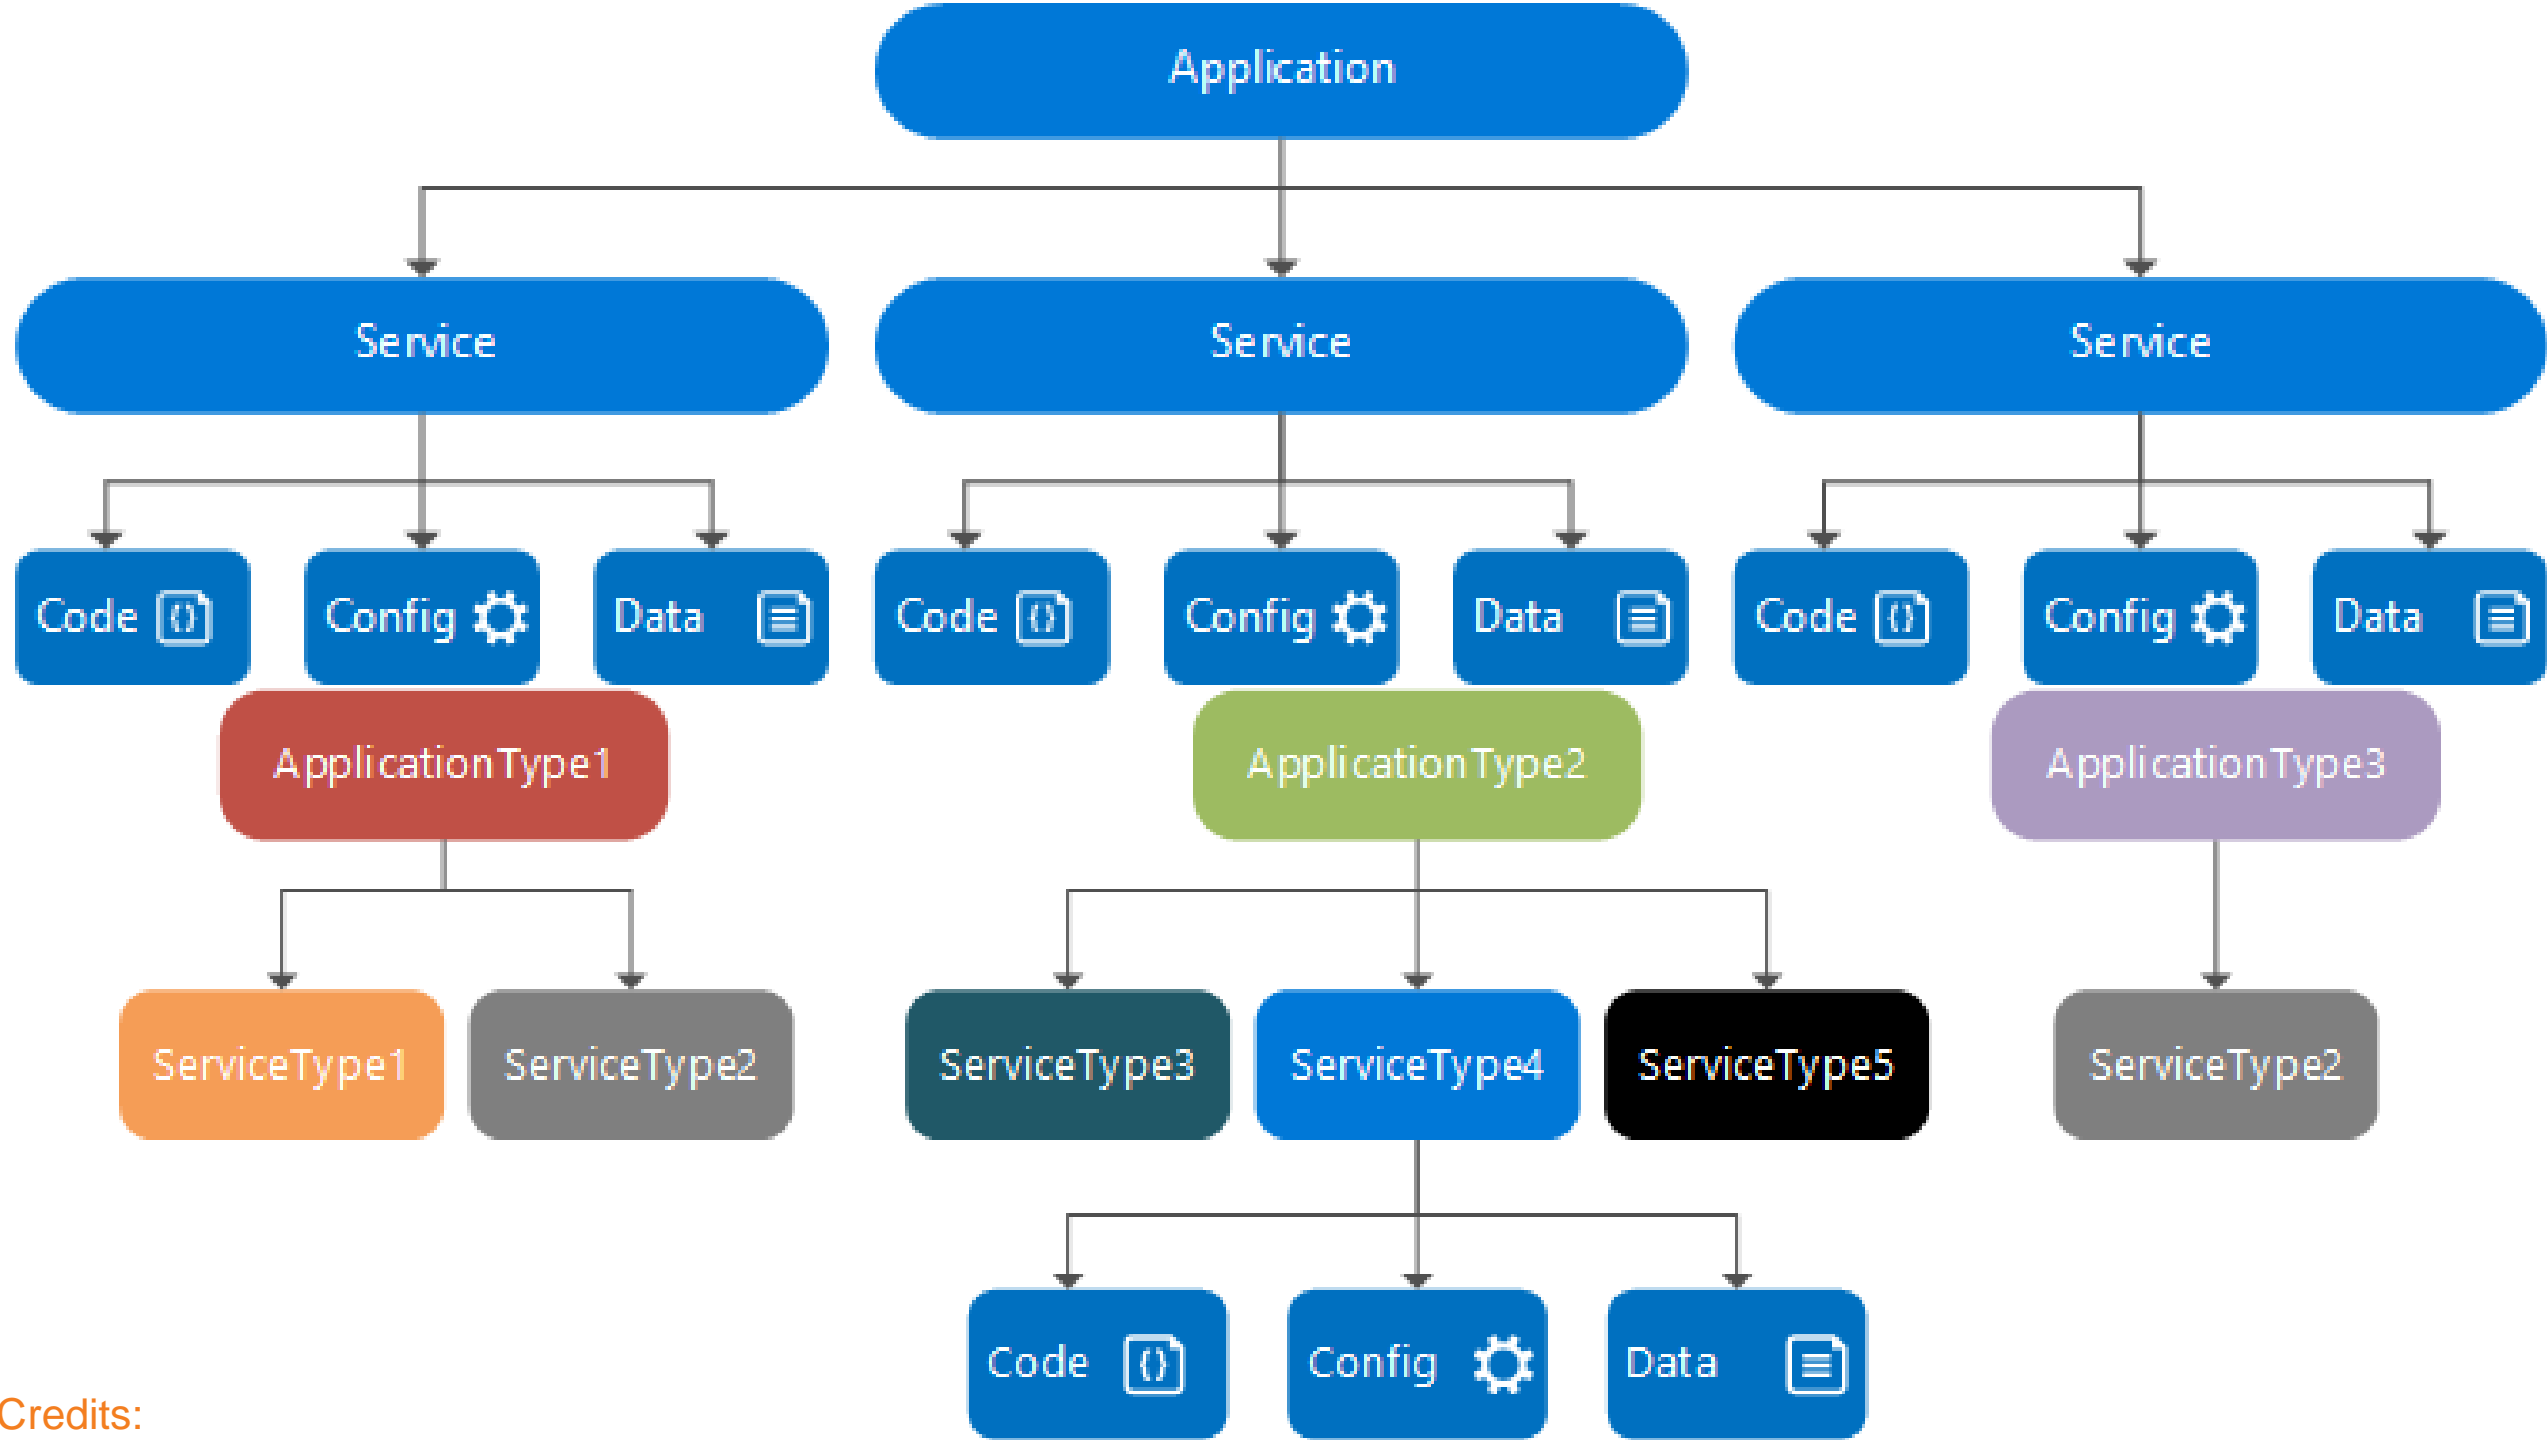 Application
Service
Service
Service
Code
Config
Data
Code
Config
Data
Code
Config
Data
ApplicationType1
ApplicationType2
ApplicationType3
ServiceType1
ServiceType2
ServiceType3
ServiceType4
ServiceType5
ServiceType2
Code
Config
Data
Credits: